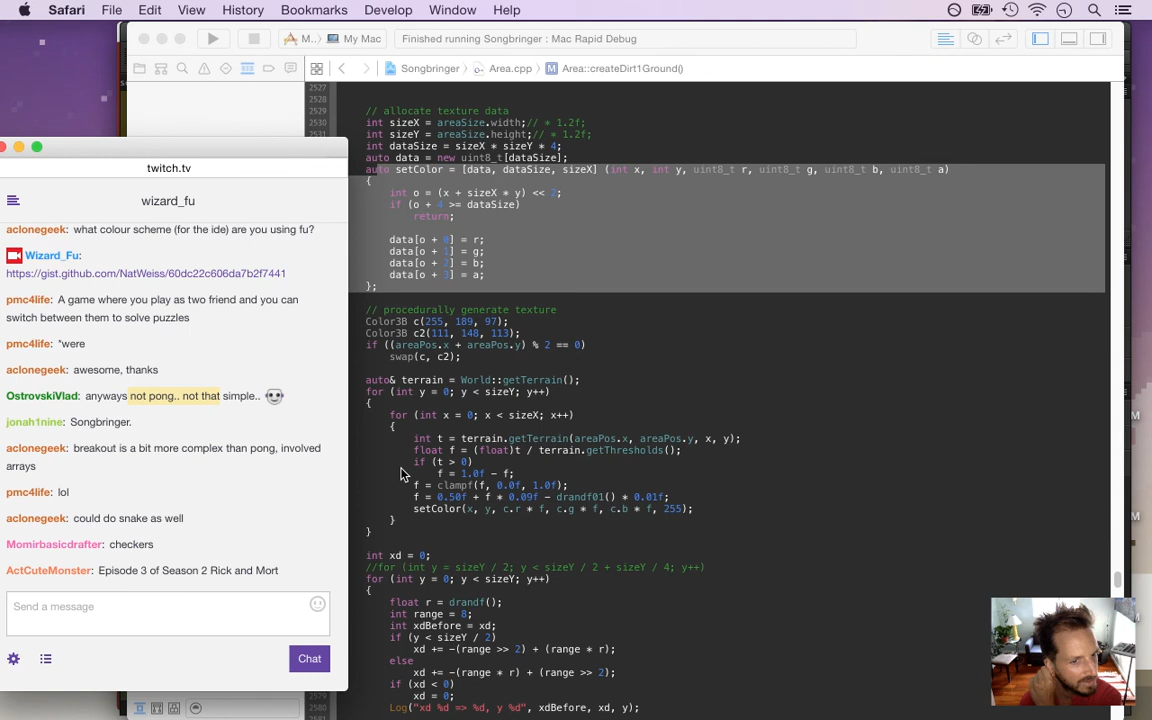 Safari File Edit View History Bookmarks Develop Window Help
M.. My Mac Finished running Songbringer : Mac Rapid Debug
Songbringer Area.cpp M Area::createDirt1Ground()
2527
2528
2529 // allocate texture data
2530 int sizeX = areaSize.width;// * 1.2f;
2531 int sizeY = areaSize.height;// * 1.2f;
int dataSize = sizeX * sizeY * 4;
auto data = new uint8_t[dataSize];
auto setColor = [data, dataSize, sizeX] (int x, int y, uint8_t r, uint8_t g, uint8_t b, uint8_t a)
{
int o = (x + sizeX * y) << 2;
if (o + 4 >= dataSize)
return;
data[o + 0] = r;
data[o + 1] = g;
data[o + 2] = b;
data[o + 3] = a;
};
// procedurally generate texture
Color3B c(255, 189, 97);
Color3B c2(111, 148, 113);
if ((areaPos.x + areaPos.y) % 2 == 0)
swap(c, c2);
auto& terrain = World::getTerrain();
for (int y = 0; y < sizeY; y++)
{
for (int x = 0; x < sizeX; x++)
{
int t = terrain.getTerrain(areaPos.x, areaPos.y, x, y);
float f = (float)t / terrain.getThresholds();
if (t > 0)
f = 1.0f - f;
f = clampf(f, 0.0f, 1.0f);
f = 0.50f + f * 0.09f - drandf01() * 0.01f;
setColor(x, y, c.r * f, c.g * f, c.b * f, 255);
}
}
int xd = 0;
//for (int y = sizeY / 2; y < sizeY / 2 + sizeY / 4; y++)
for (int y = 0; y < sizeY; y++)
{
float r = drandf();
int range = 8;
int xdBefore = xd;
if (y < sizeY / 2)
xd += -(range >> 2) + (range * r);
else
xd += -(range * r) + (range >> 2);
if (xd < 0)
xd = 0;
2579
2580
2581
Log("xd %d => %d, y %d", xdBefore, xd, y);
twitch.tv
wizard_fu
aclonegeek: what colour scheme (for the ide) are you using fu?
Wizard_Fu:
https://gist.github.com/NatWeiss/60dc22c606da7b2f7441
pmc4life: A game where you play as two friend and you can
switch between them to solve puzzles
pmc4life: *were
aclonegeek: awesome, thanks
OstrovskiVlad: anyways not pong.. not that simple..
jonah1nine: Songbringer.
aclonegeek: breakout is a bit more complex than pong, involved
arrays
pmc4life: lol
aclonegeek: could do snake as well
Momirbasicdrafter: checkers
ActCuteMonster: Episode 3 of Season 2 Rick and Mort
Send a message
Chat